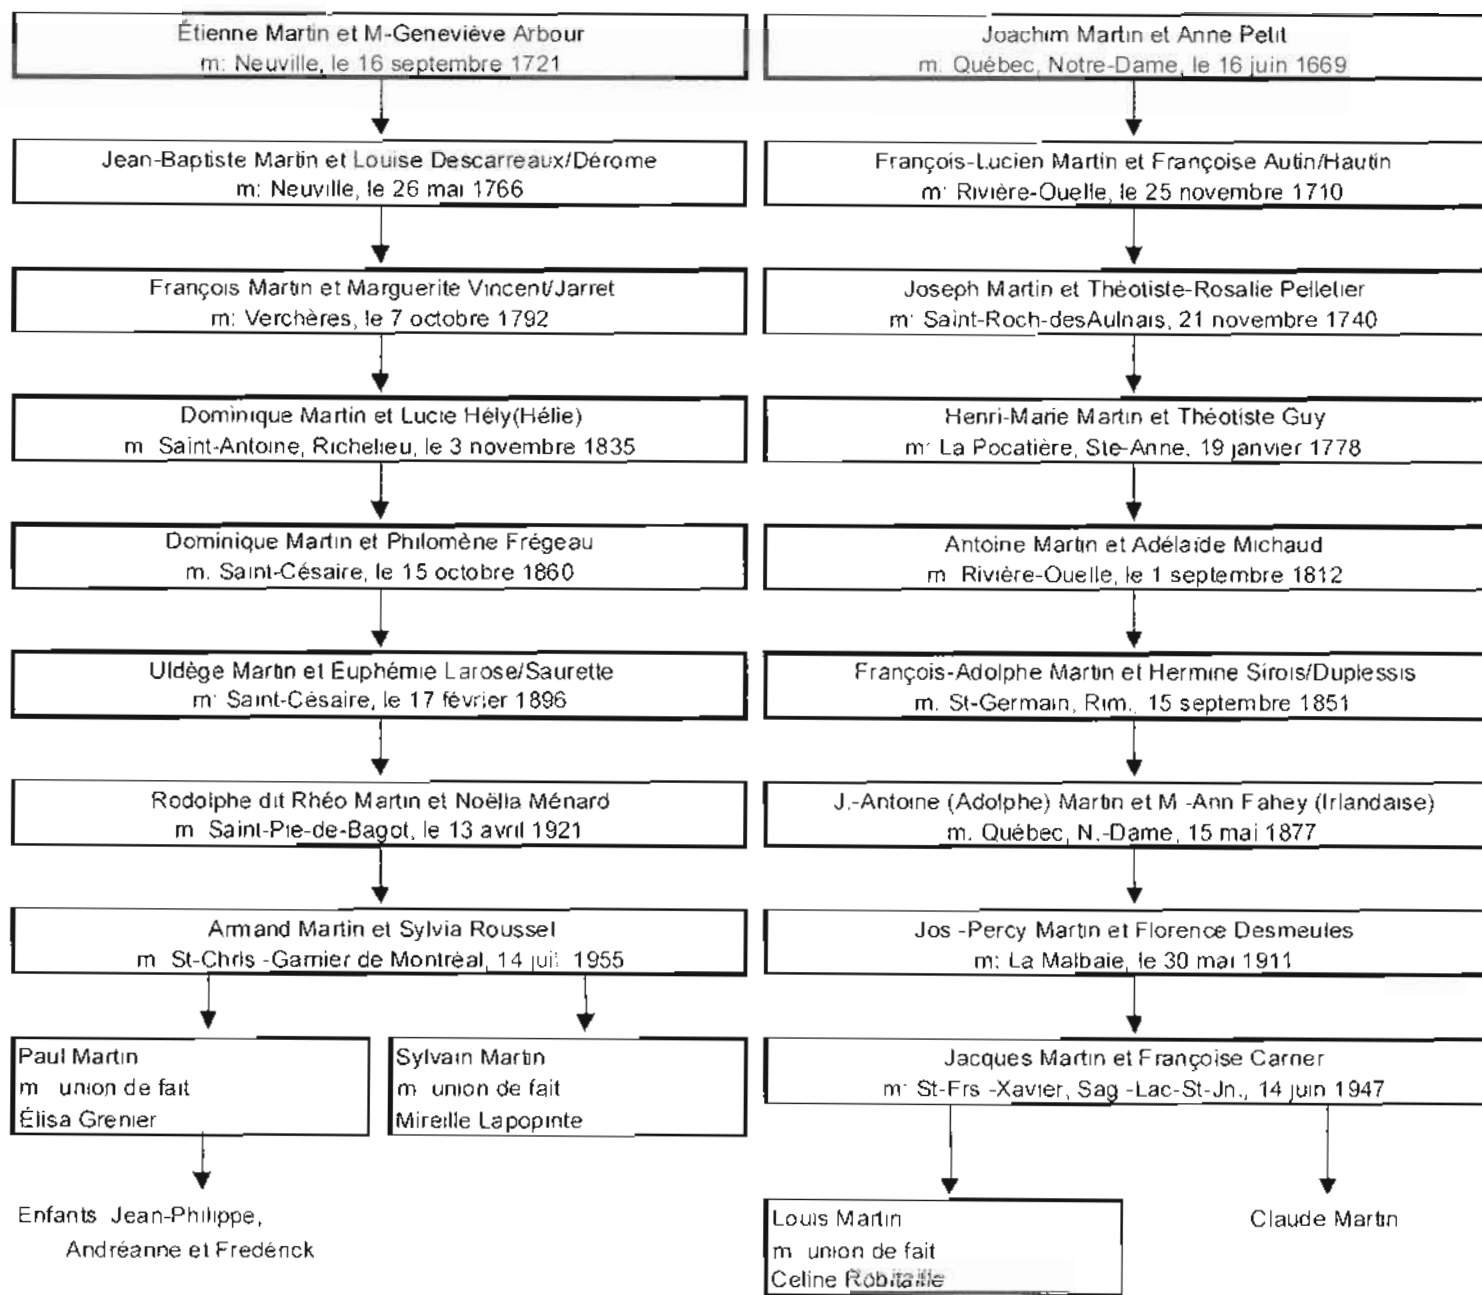 Étienne Martin et M-Geneviève Arbour
m: Neuville, le 16 septembre 1721
Jean-Baptiste Martin et Louise Descarreaux/Dérome
m: Neuville, le 26 mai 1766
François Martin et Marguerite Vincent/Jarret
m: Verchères, le 7 octobre 1792
Dominique Martin et Lucie Hély(Hélie)
m Saint-Antoine, Richelieu, le 3 novembre 1835
Dominique Martin et Philomène Frégeau
m. Saint-Césaire, le 15 octobre 1860
Uldège Martin et Euphémie Larose/Saurette
m: Saint-Césaire, le 17 février 1896
Rodolphe dit Rhéo Martin et Noëlla Ménard
m Saint-Pie-de-Bagot, le 13 avril 1921
Armand Martin et Sylvia Roussel
m St-Chris -Garnier de Montréal, 14 juil. 1955
Paul Martin
m union de fait
Élisa Grenier
Sylvain Martin
m union de fait
Mireille Lapopinte
Enfants Jean-Philippe,
Andréanne et Fredérick
Joachim Martin et Anne Petit
m: Québec, Notre-Dame, le 16 juin 1669
François-Lucien Martin et Françoise Autin/Hautin
m: Rivière-Ouelle, le 25 novembre 1710
Joseph Martin et Théotiste-Rosalie Pelletier
m: Saint-Roch-desAulnais, 21 novembre 1740
Henri-Marie Martin et Théotiste Guy
m: La Pocatière, Ste-Anne, 19 janvier 1778
Antoine Martin et Adélaïde Michaud
m Rivière-Ouelle, le 1 septembre 1812
François-Adolphe Martin et Hermine Sirois/Duplessis
m. St-Germain, Rim., 15 septembre 1851
J.-Antoine (Adolphe) Martin et M -Ann Fahey (Irlandaise)
m. Québec, N.-Dame, 15 mai 1877
Jos -Percy Martin et Florence Desmeules
m: La Malbaie, le 30 mai 1911
Jacques Martin et Françoise Carrier
m: St-Frs -Xavier, Sag -Lac-St-Jn., 14 juin 1947
Louis Martin
m union de fait
Celine Robitaille
Claude Martin